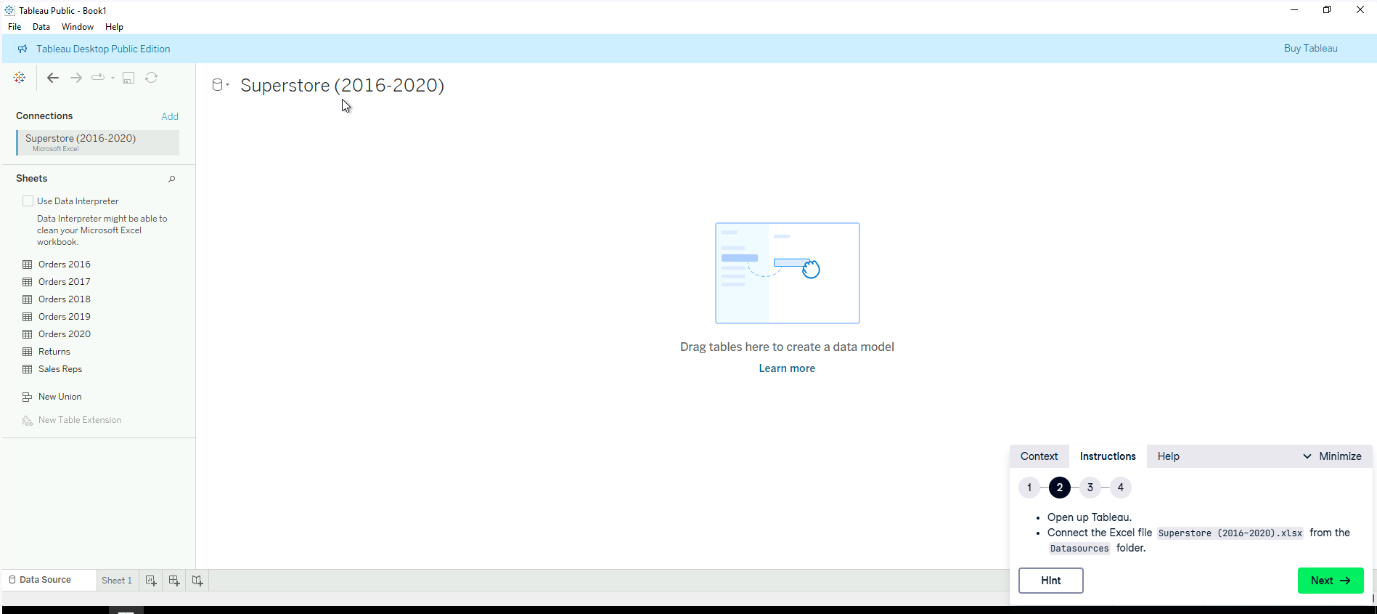 Tableau Public - Book1
File Data Window Help
Tableau Desktop Public Edition
Buy Tableau
Superstore (2016-2020)
Connections
Add
Superstore (2016-2020)
Microsoft Excel
Sheets
Use Data Interpreter
Data Interpreter might be able to
clean your Microsoft Excel
workbook.
Orders 2016
Orders 2017
Orders 2018
Orders 2019
Orders 2020
Returns
Sales Reps
New Union
New Table Extension
Drag tables here to create a data model
Learn more
Context Instructions Help Minimize
1 2 3 4
• Open up Tableau.
• Connect the Excel file Superstore (2016-2020).xlsx from the
Datasources folder.
Hint
Next →
Data Source
Sheet 1